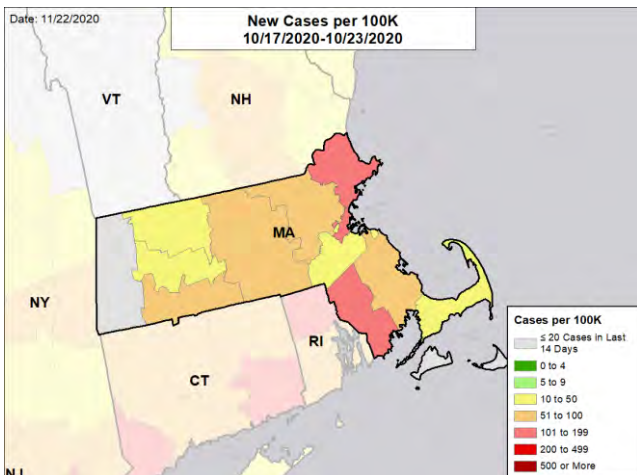 Date: 11/22/2020
New Cases per 100K
10/17/2020-10/23/2020
VT
NH
MA
NY
CT
RI
NJ
Cases per 100K
≤ 20 Cases in Last
14 Days
0 to 4
5 to 9
10 to 50
51 to 100
101 to 199
200 to 499
500 or More